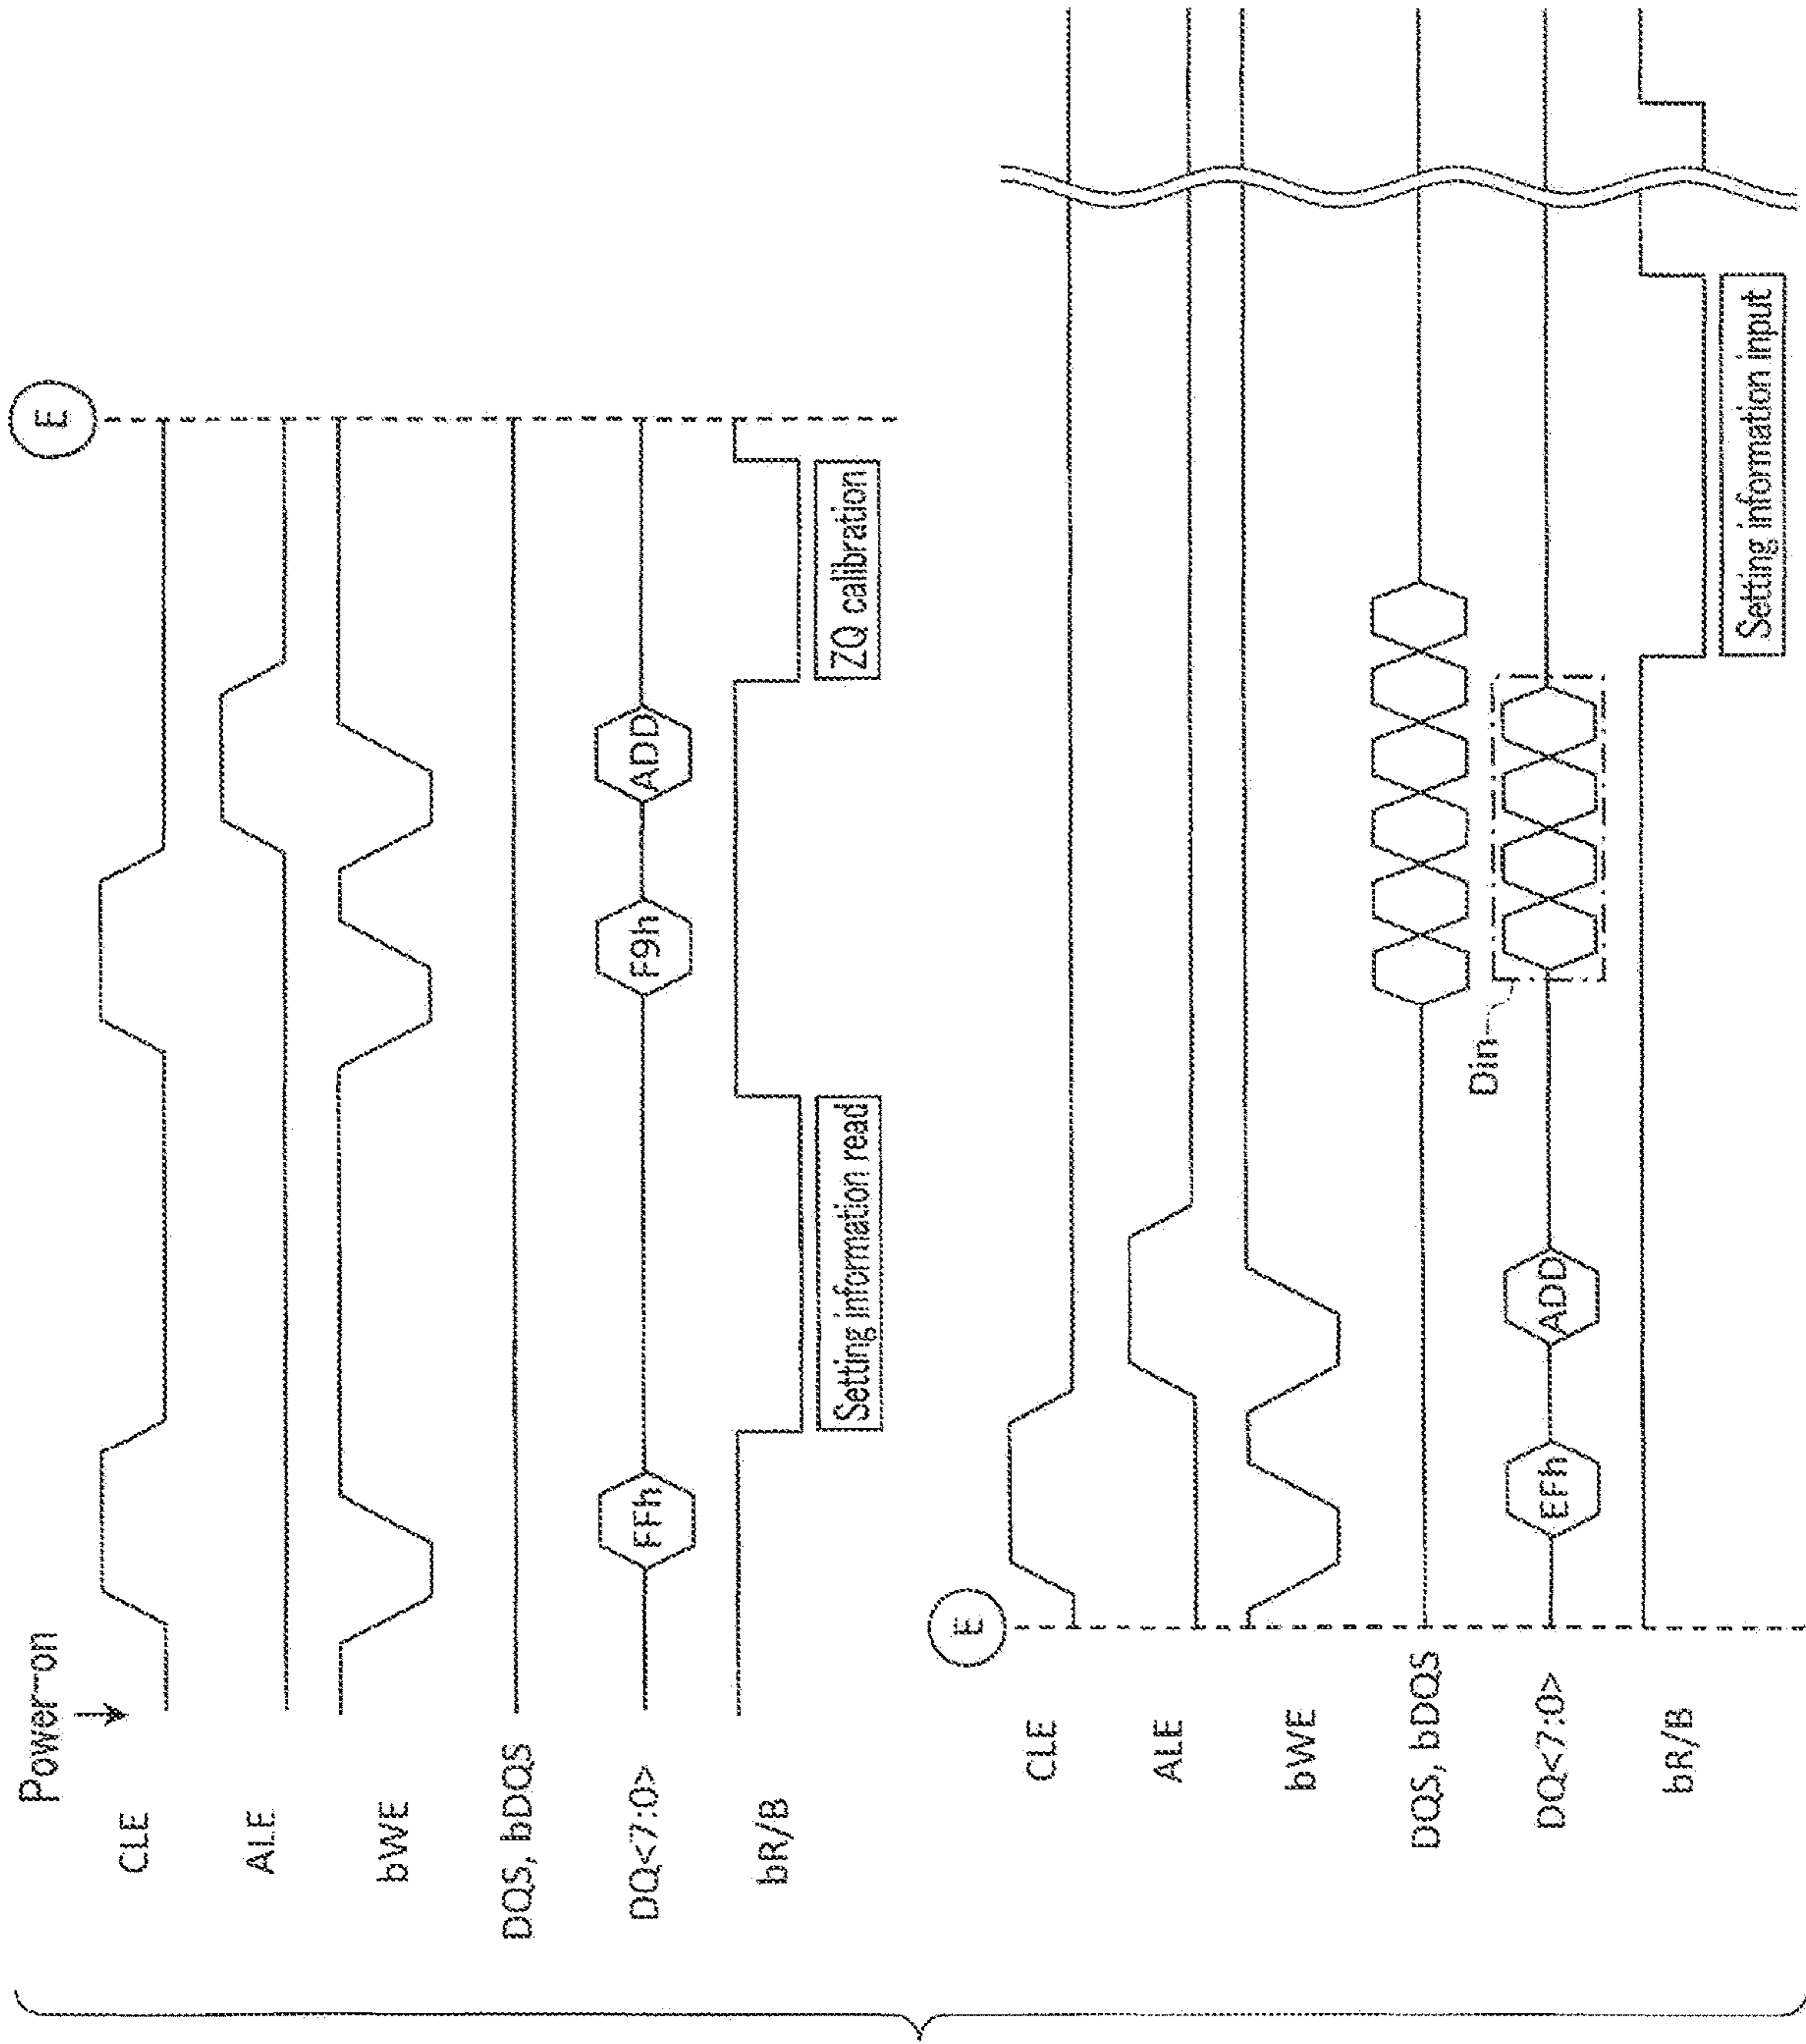 Power-on
E
CLE
ALE
bWE
DQS, bDQS
DQ<7:0>
FFh
F9h
ADD
bR/B
Setting information read
ZQ calibration
E
CLE
ALE
bWE
DQS, bDQS
Din
DQ<7:0>
EFh
ADD
bR/B
Setting information input